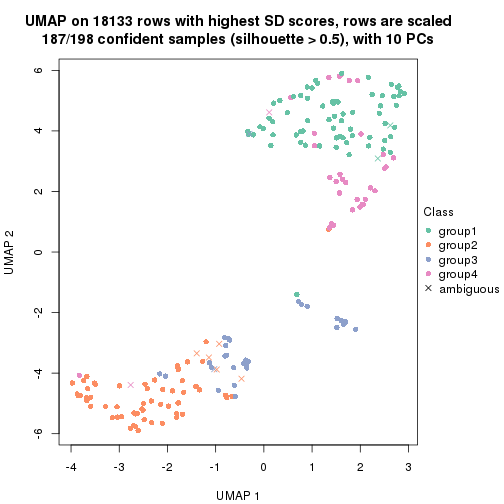 UMAP on 18133 rows with highest SD scores, rows are scaled
187/198 confident samples (silhouette > 0.5), with 10 PCs
6
4
2
0
-2
-4
-6
UMAP 2
-4
-3
-2
-1
0
1
2
3
UMAP 1
Class
group1
group2
group3
group4
ambiguous